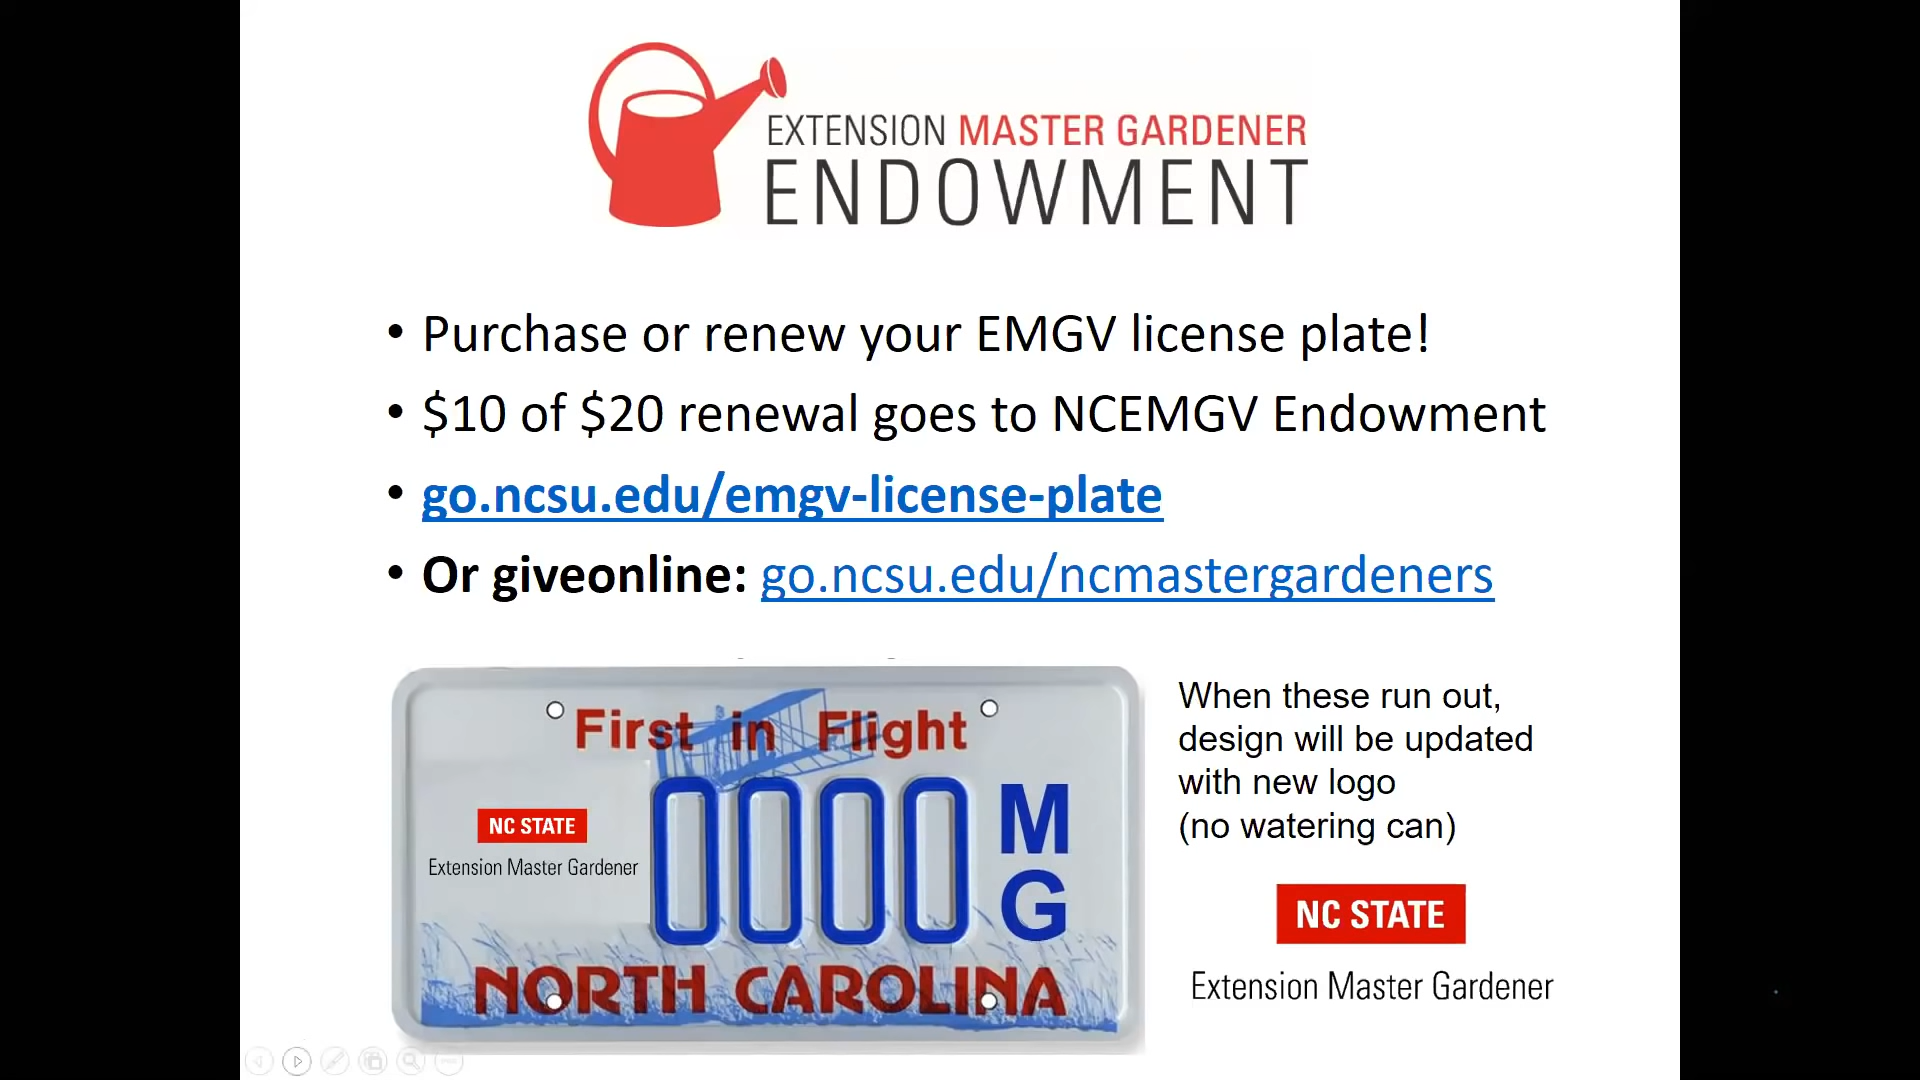 EXTENSION MASTER GARDENER
ENDOWMENT
• Purchase or renew your EMGV license plate!
• $10 of $20 renewal goes to NCEMGV Endowment
• go.ncsu.edu/emgv-license-plate
• Or giveonline: go.ncsu.edu/ncmastergardeners
First in Flight
NC STATE
Extension Master Gardener
0000
M
G
NORTH CAROLINA
When these run out,
design will be updated
with new logo
(no watering can)
NC STATE
Extension Master Gardener